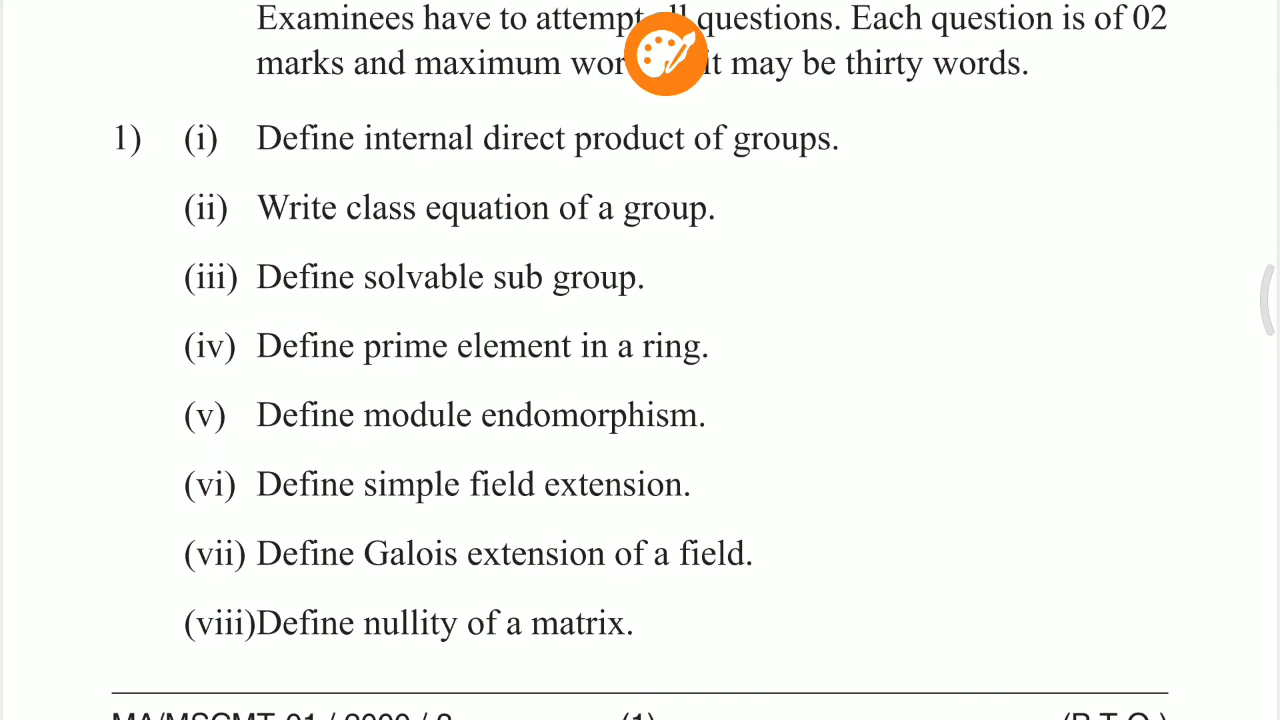 Examinees have to attempt all questions. Each question is of 02
marks and maximum wor it may be thirty words.
1) (i) Define internal direct product of groups.
(ii) Write class equation of a group.
(iii) Define solvable sub group.
(iv) Define prime element in a ring.
(v) Define module endomorphism.
(vi) Define simple field extension.
(vii) Define Galois extension of a field.
(viii)Define nullity of a matrix.
(1)